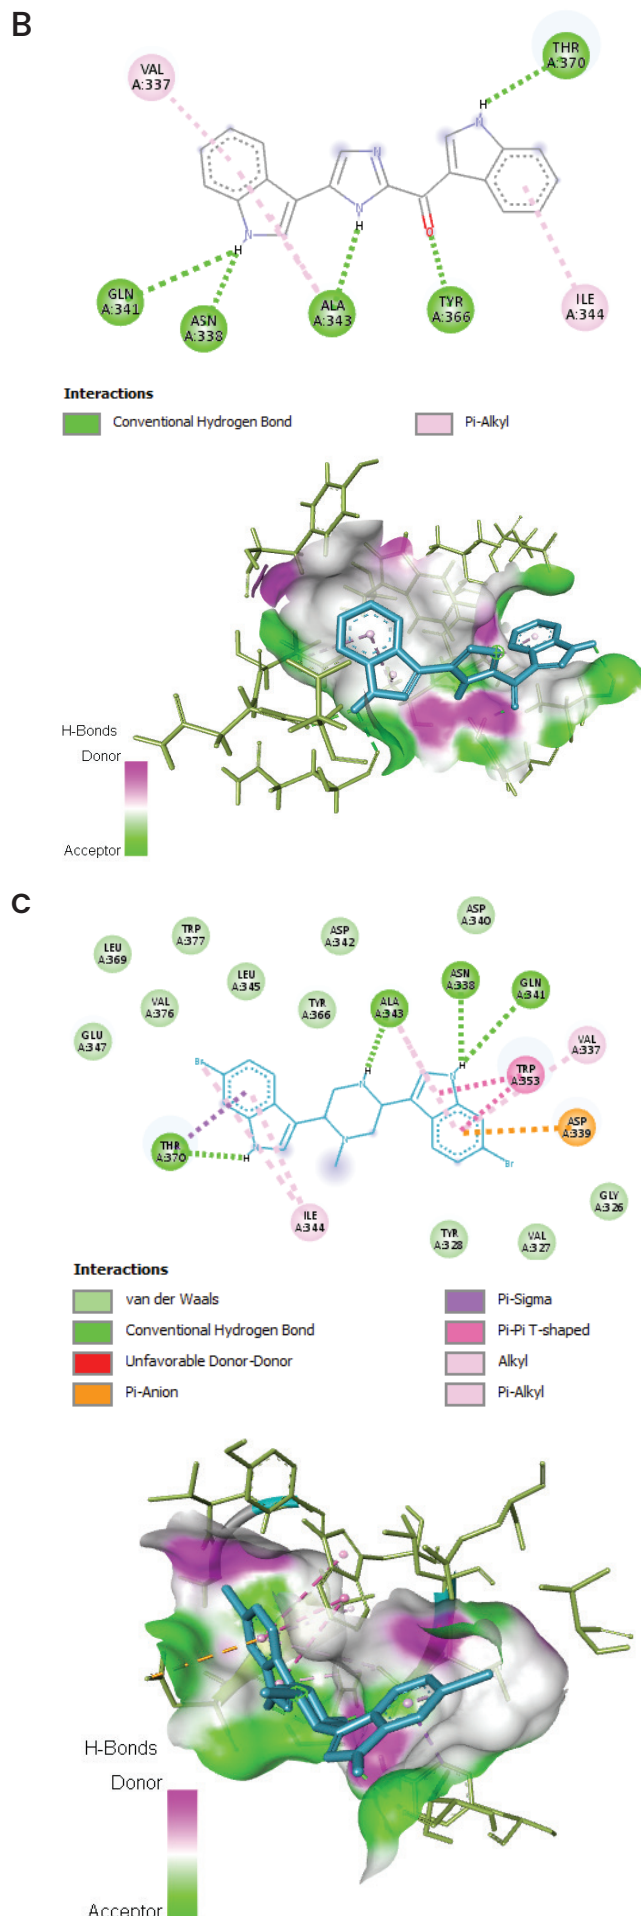 B
THR
A:370
VAL
A:337
H
N
N
N
H
N
H
O
GLN
A:341
ASN
A:338
ALA
A:343
TYR
A:366
ILE
A:344
Interactions
Conventional Hydrogen Bond
Pi-Alkyl
H-Bonds
Donor
Acceptor
C
ASP
A:340
TRP
A:377
ASP
A:342
LEU
A:369
LEU
A:345
ASN
A:338
GLN
A:341
VAL
A:376
TYR
A:366
ALA
A:343
GLU
A:347
VAL
A:337
Br
H
N
H
N
TRP
A:353
ASP
A:339
THR
A:370
H
N
N
Br
GLY
A:326
ILE
A:344
TYR
A:328
VAL
A:327
Interactions
van der Waals
Conventional Hydrogen Bond
Unfavorable Donor-Donor
Pi-Anion
Pi-Sigma
Pi-Pi T-shaped
Alkyl
Pi-Alkyl
H-Bonds
Donor
Acceptor